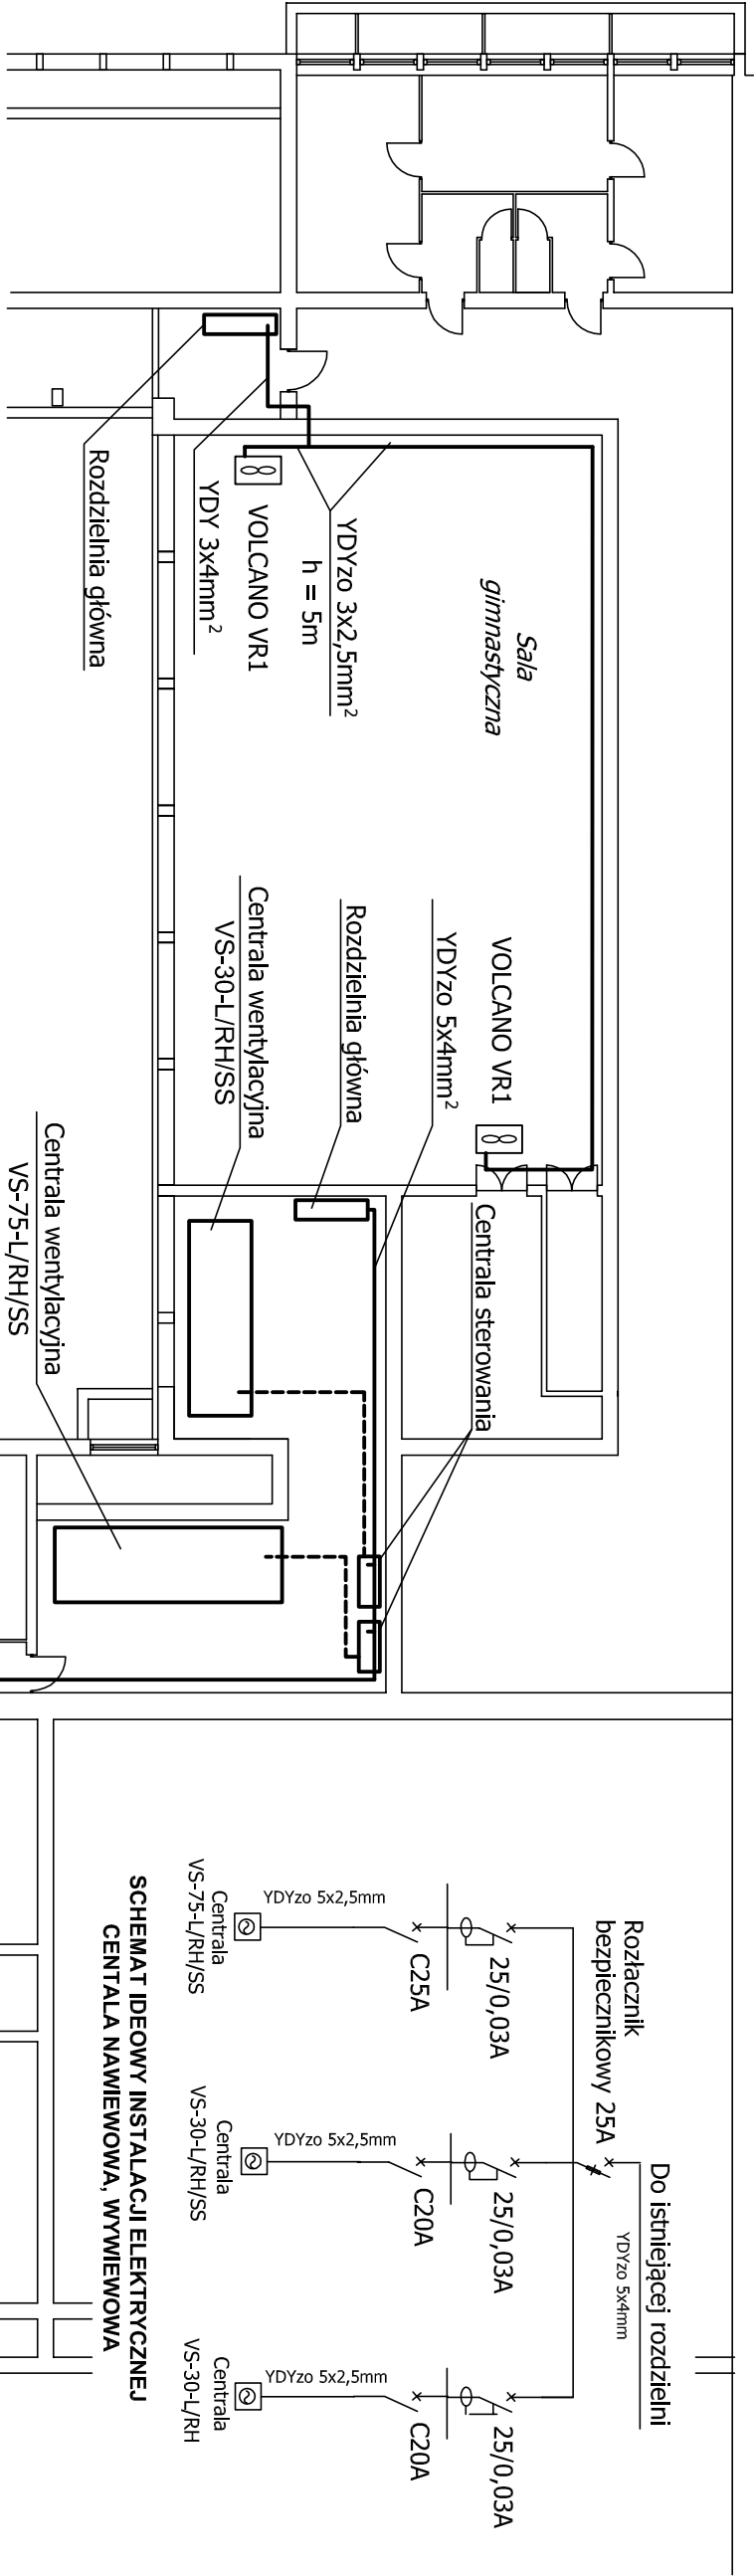 Sala
gimnastyczna
YDYzo 3x2,5mm²
h = 5m
VOLCANO VR1
YDY 3x4mm²
Rozdzielnia główna
VOLCANO VR1
YDYzo 5x4mm²
Rozdzielnia główna
Centrala wentylacyjna
VS-30-L/RH/SS
Centrala sterowania
Centrala wentylacyjna
VS-75-L/RH/SS
Do istniejącej rozdzielni
YDYzo 5x4mm
Rozłacznik
bezpiecznikowy 25A
25/0,03A
C25A
YDYzo 5x2,5mm
Centrala
VS-75-L/RH/SS
25/0,03A
C20A
YDYzo 5x2,5mm
Centrala
VS-30-L/RH/SS
25/0,03A
C20A
YDYzo 5x2,5mm
Centrala
VS-30-L/RH
SCHEMAT IDEOWY INSTALACJI ELEKTRYCZNEJ
CENTALA NAWIEWOWA, WYWIEWOWA